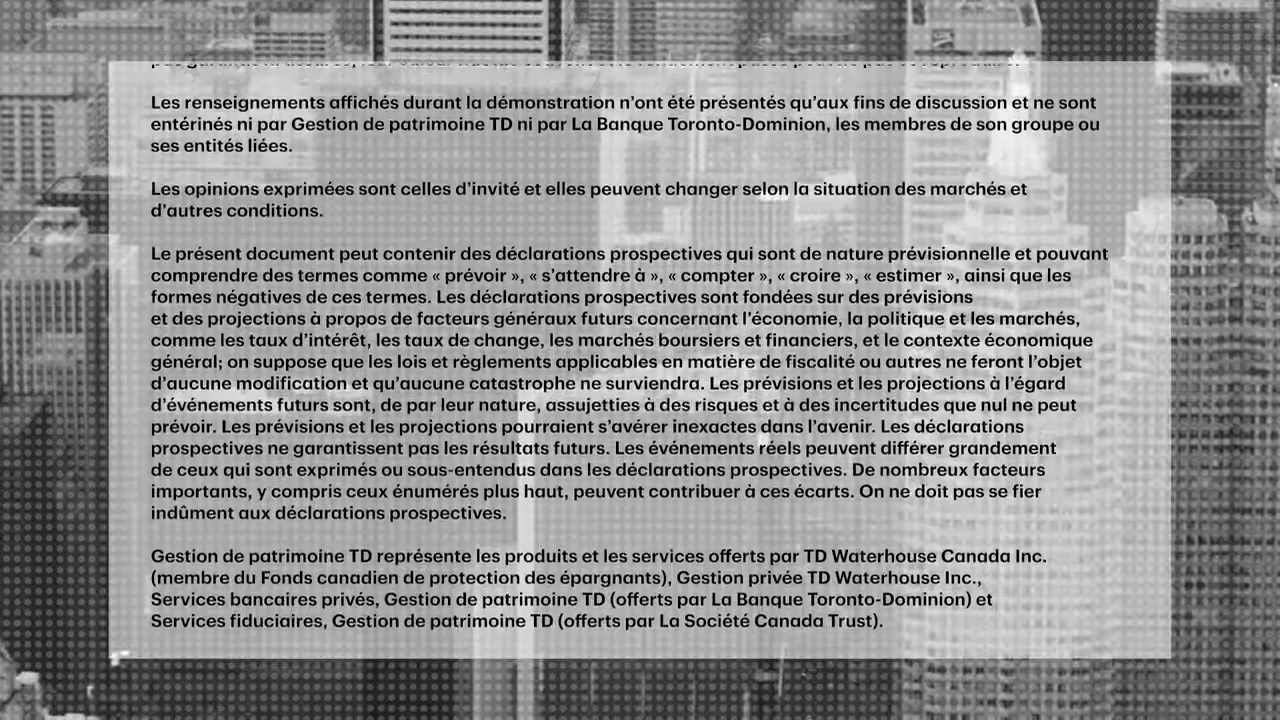 Les renseignements affichés durant la démonstration n'ont été présentés qu'aux fins de discussion et ne sont
entérinés ni par Gestion de patrimoine TD ni par La Banque Toronto-Dominion, les membres de son groupe ou
ses entités liées.
Les opinions exprimées sont celles d'invité et elles peuvent changer selon la situation des marchés et
d'autres conditions.
Le présent document peut contenir des déclarations prospectives qui sont de nature prévisionnelle et pouvant
comprendre des termes comme « prévoir », « s'attendre à », « compter », « croire », « estimer », ainsi que les
formes négatives de ces termes. Les déclarations prospectives sont fondées sur des prévisions
et des projections à propos de facteurs généraux futurs concernant l'économie, la politique et les marchés,
comme les taux d'intérêt, les taux de change, les marchés boursiers et financiers, et le contexte économique
général; on suppose que les lois et règlements applicables en matière de fiscalité ou autres ne feront l'objet
d'aucune modification et qu'aucune catastrophe ne surviendra. Les prévisions et les projections à l'égard
d'événements futurs sont, de par leur nature, assujetties à des risques et à des incertitudes que nul ne peut
prévoir. Les prévisions et les projections pourraient s'avérer inexactes dans l'avenir. Les déclarations
prospectives ne garantissent pas les résultats futurs. Les événements réels peuvent différer grandement
de ceux qui sont exprimés ou sous-entendus dans les déclarations prospectives. De nombreux facteurs
importants, y compris ceux énumérés plus haut, peuvent contribuer à ces écarts. On ne doit pas se fier
indûment aux déclarations prospectives.
Gestion de patrimoine TD représente les produits et les services offerts par TD Waterhouse Canada Inc.
(membre du Fonds canadien de protection des épargnants), Gestion privée TD Waterhouse Inc.,
Services bancaires privés, Gestion de patrimoine TD (offerts par La Banque Toronto-Dominion) et
Services fiduciaires, Gestion de patrimoine TD (offerts par La Société Canada Trust).